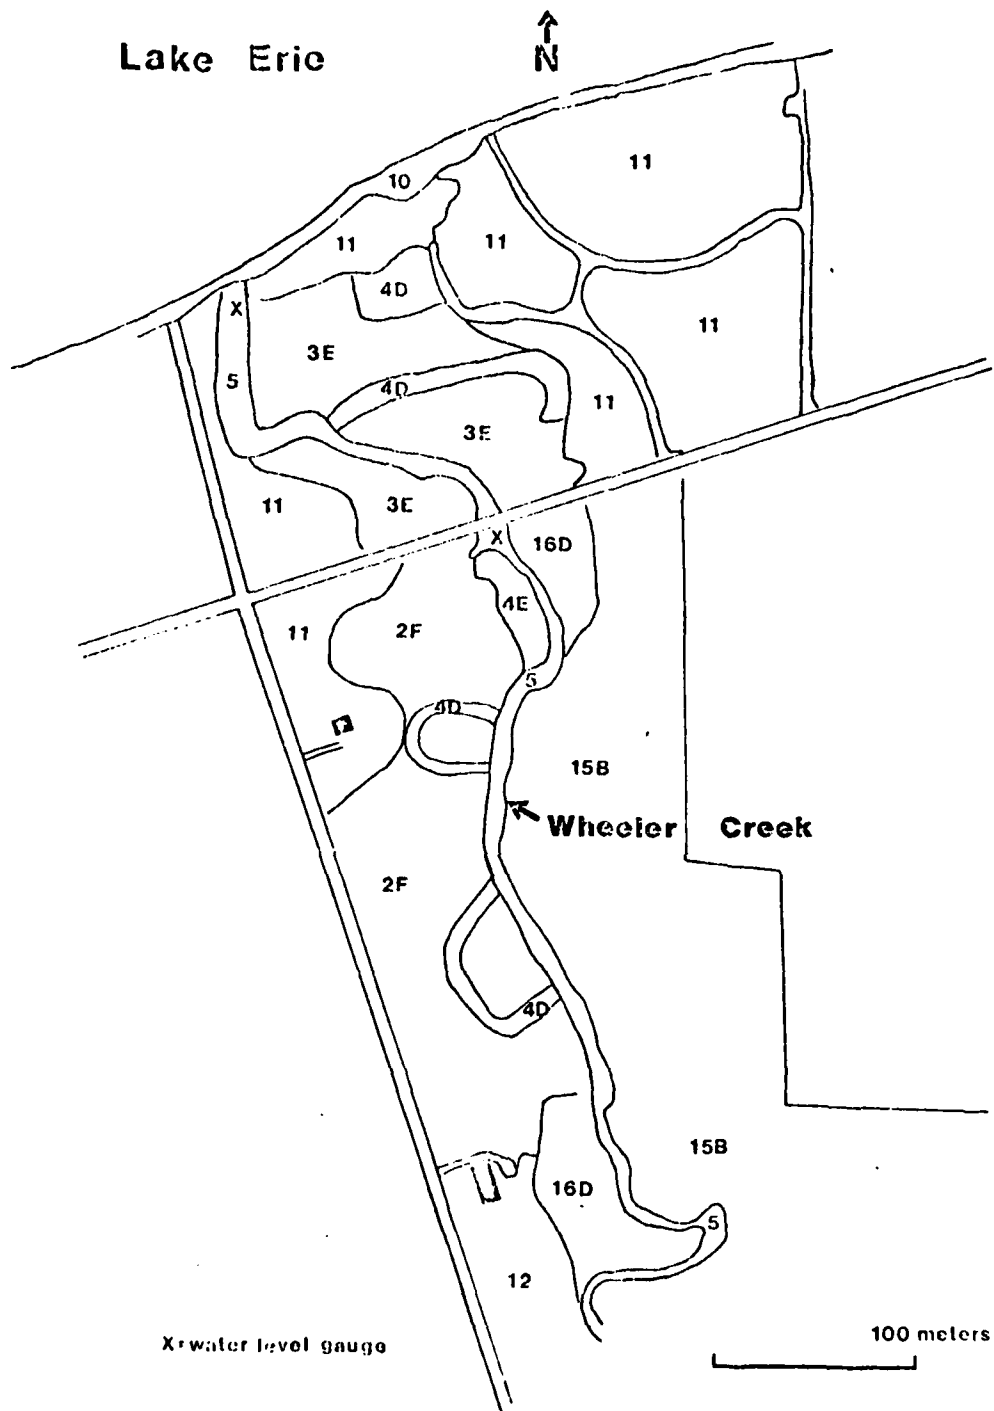 Lake Erie
N
11
10
11
11
4D
X
11
3E
5
4D
11
3E
11
3E
X
16D
4E
11
2F
5
4D
15B
Wheeler Creek
2F
4D
15B
16D
5
12
X=water level gauge
100 meters